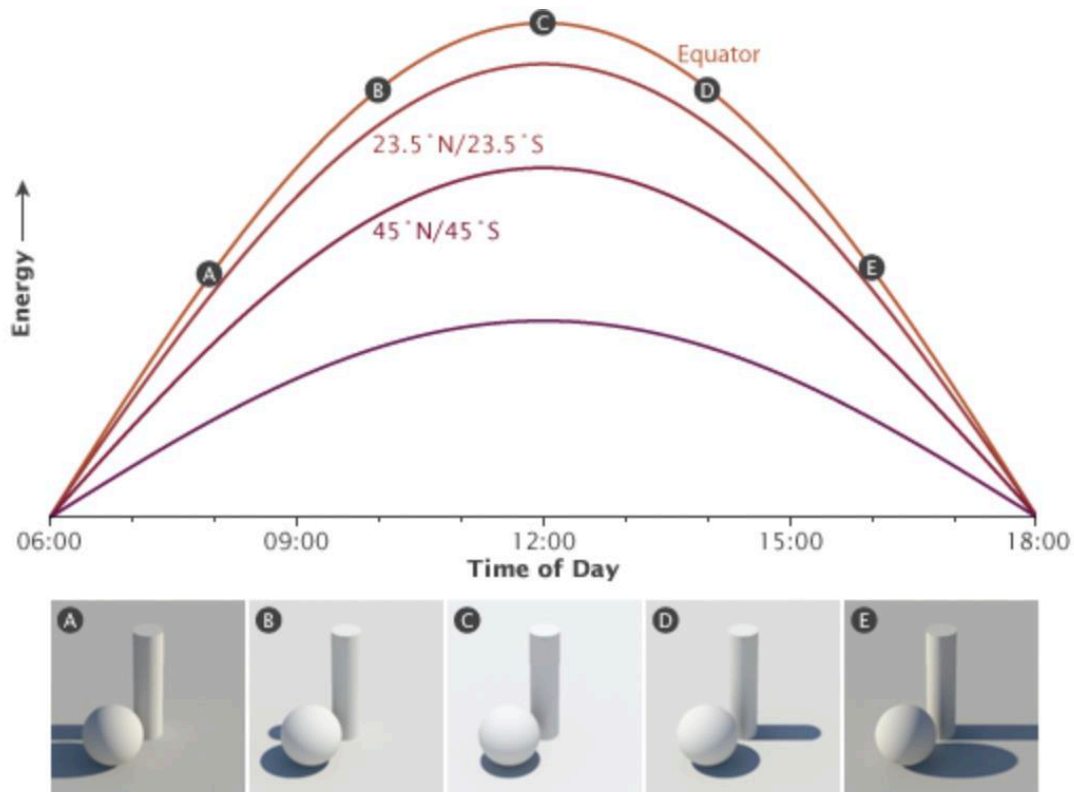 C
Equator
B
D
23.5˚N/23.5˚S
45˚N/45˚S
Energy
A
E
06:00 09:00 12:00 15:00 18:00
Time of Day
A B C D E